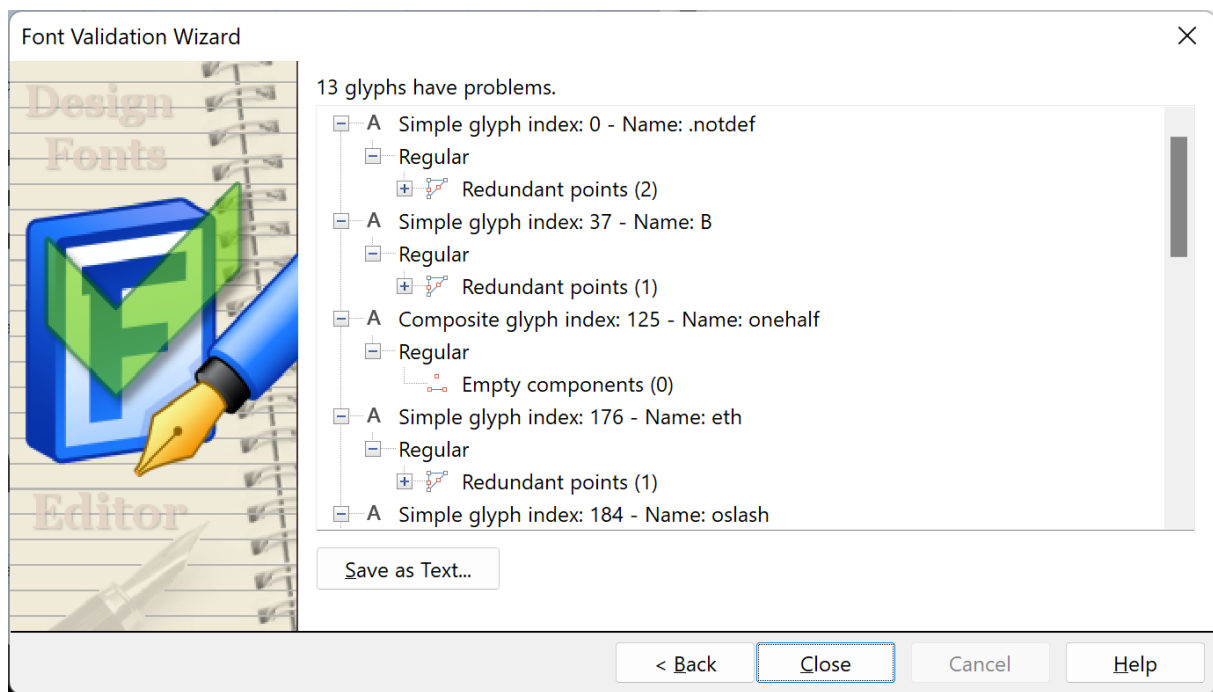 Font Validation Wizard
Design
Fonts
Editor
13 glyphs have problems.
A Simple glyph index: 0 - Name: .notdef
Regular
Redundant points (2)
A Simple glyph index: 37 - Name: B
Regular
Redundant points (1)
A Composite glyph index: 125 - Name: onehalf
Regular
Empty components (0)
A Simple glyph index: 176 - Name: eth
Regular
Redundant points (1)
A Simple glyph index: 184 - Name: oslash
Save as Text...
< Back Close Cancel Help